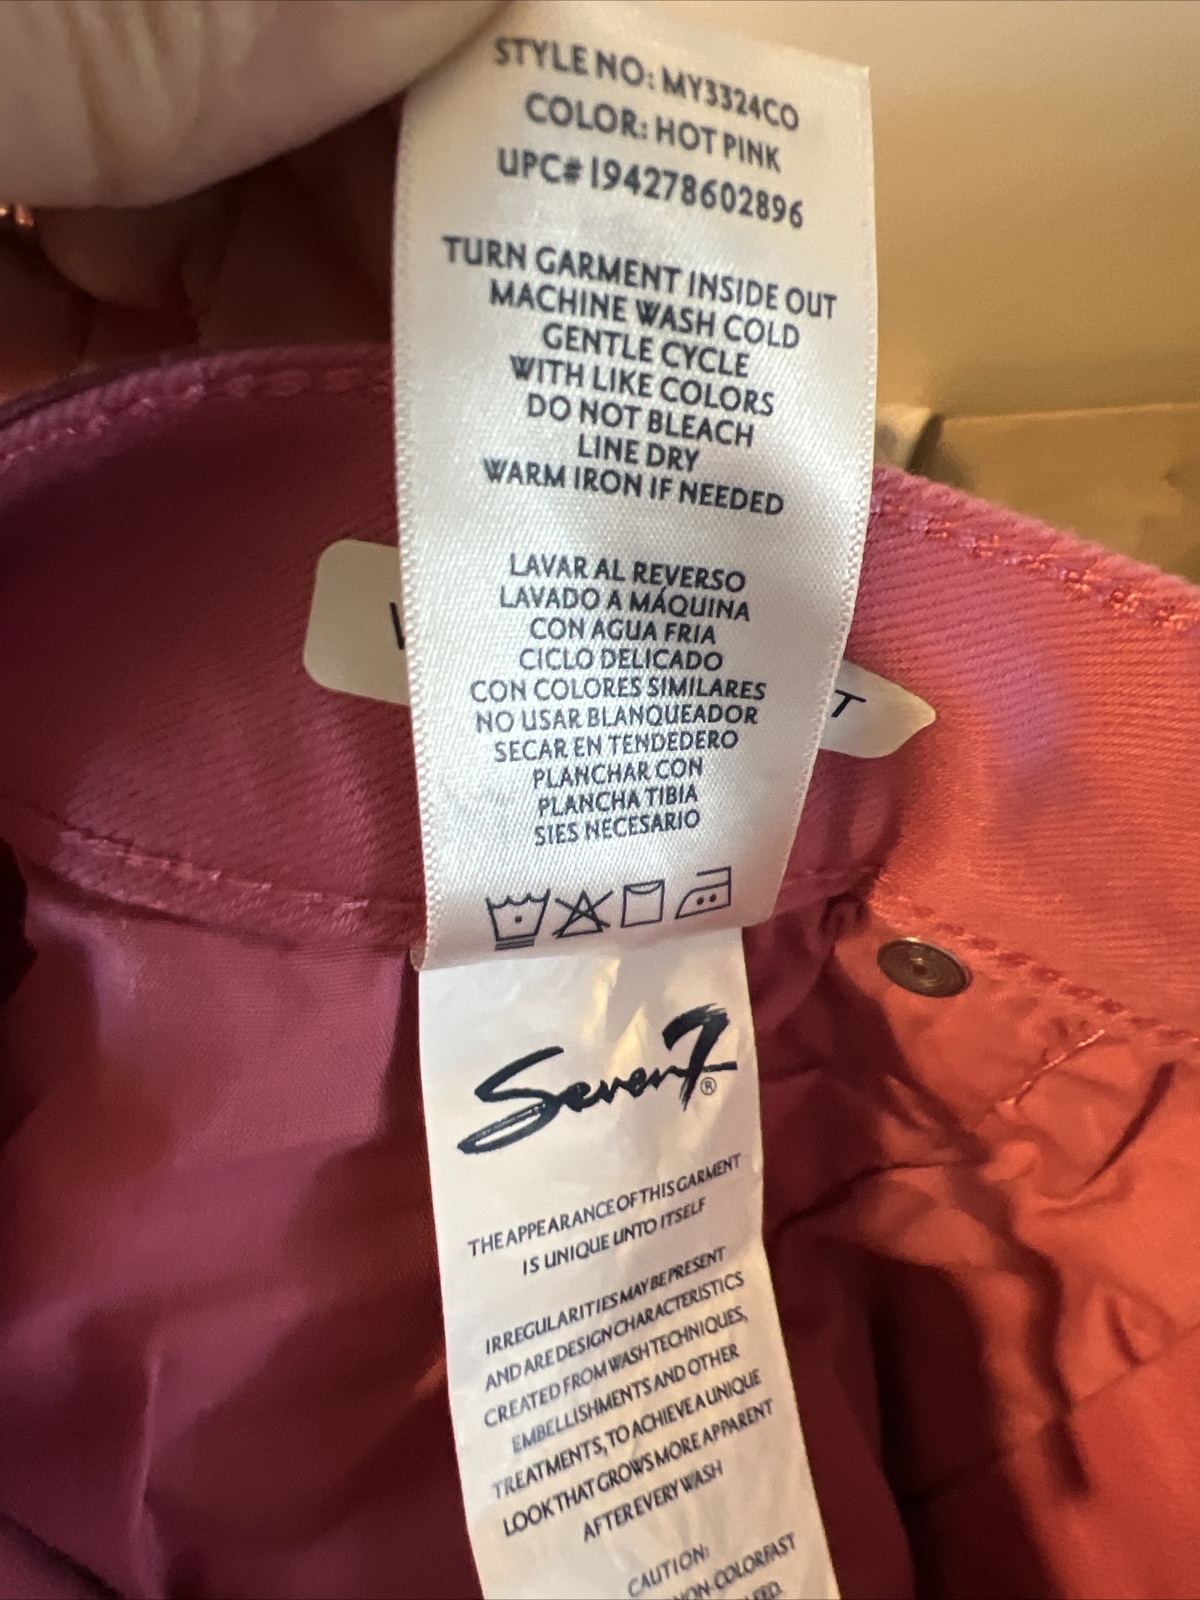 STYLE NO: MY3324CO
COLOR: HOT PINK
UPC# 194278602896
TURN GARMENT INSIDE OUT
MACHINE WASH COLD
GENTLE CYCLE
WITH LIKE COLORS
DO NOT BLEACH
LINE DRY
WARM IRON IF NEEDED
LAVAR AL REVERSO
LAVADO A MÁQUINA
CON AGUA FRIA
CICLO DELICADO
CON COLORES SIMILARES
NO USAR BLANQUEADOR
SECAR EN TENDEDERO
PLANCHAR CON
PLANCHA TIBIA
SIES NECESARIO
Seven7®
THE APPEARANCE OF THIS GARMENT
IS UNIQUE UNTO ITSELF
IRREGULARITIES MAY BE PRESENT
AND ARE DESIGN CHARACTERISTICS
CREATED FROM WASH TECHNIQUES,
EMBELLISHMENTS AND OTHER
TREATMENTS, TO ACHIEVE A UNIQUE
LOOK THAT GROWS MORE APPARENT
AFTER EVERY WASH
CAUTION:
NON-COLORFAST